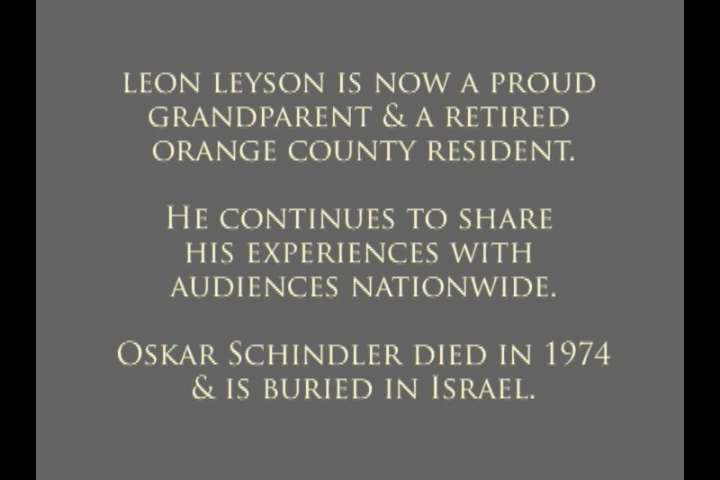 LEON LEYSON IS NOW A PROUD
GRANDPARENT & A RETIRED
ORANGE COUNTY RESIDENT.
HE CONTINUES TO SHARE
HIS EXPERIENCES WITH
AUDIENCES NATIONWIDE.
OSKAR SCHINDLER DIED IN 1974
& IS BURIED IN ISRAEL.